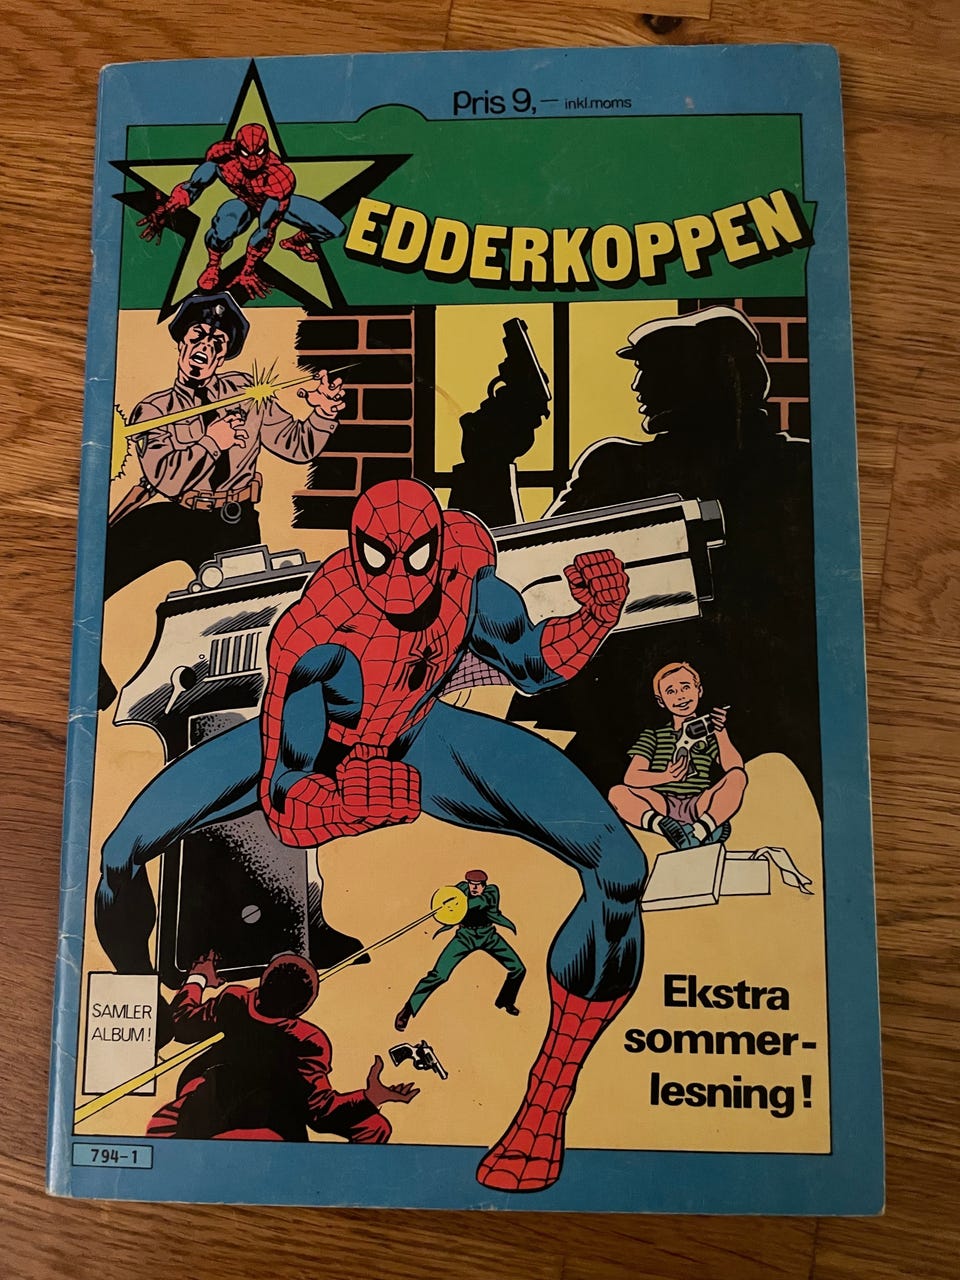 Pris 9,— inkl.moms
EDDERKOPPEN
SAMLER
ALBUM!
Ekstra
sommer-
lesning!
794-1